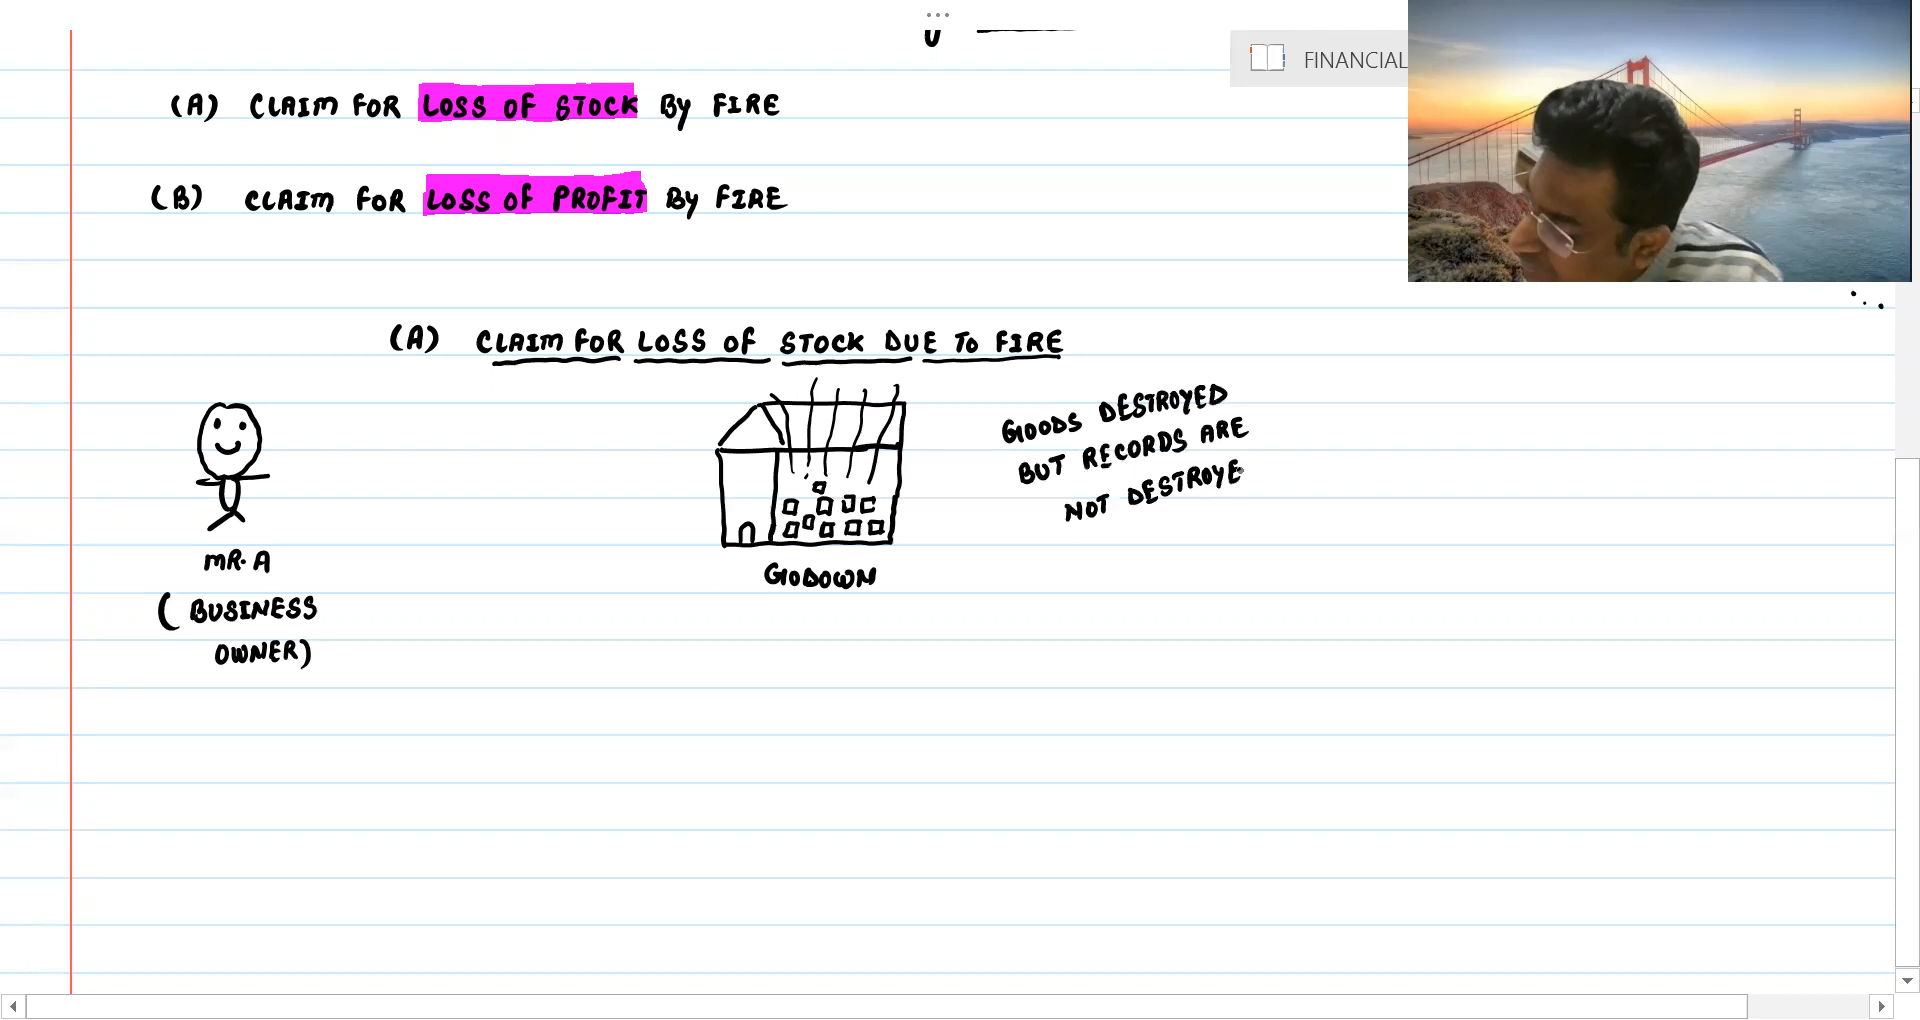 FINANCIAL
(A) CLAIM FOR LOSS OF STOCK BY FIRE
(B) CLAIM FOR LOSS OF PROFIT BY FIRE
(A) CLAIM FOR LOSS OF STOCK DUE TO FIRE
GOODS DESTROYED
BUT RECORDS ARE
NOT DESTROYE
MR. A
(BUSINESS
OWNER)
GODOWN